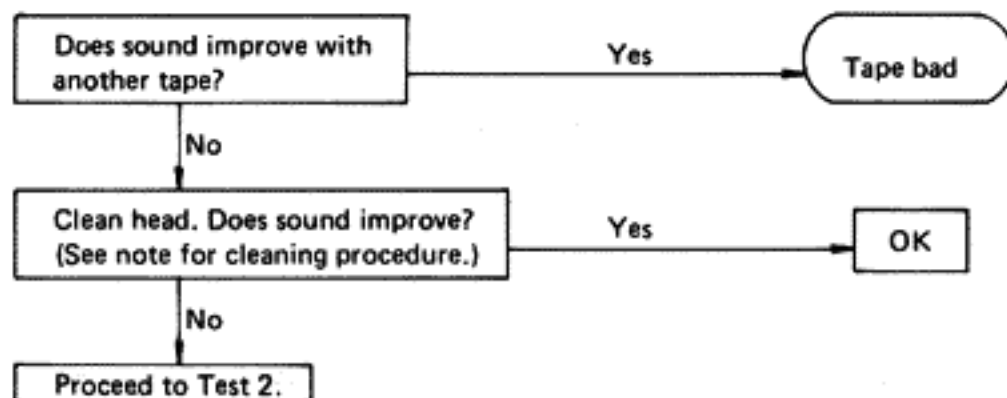 Does sound improve with
another tape?
Yes
Tape bad
No
Clean head. Does sound improve?
(See note for cleaning procedure.)
Yes
OK
No
Proceed to Test 2.